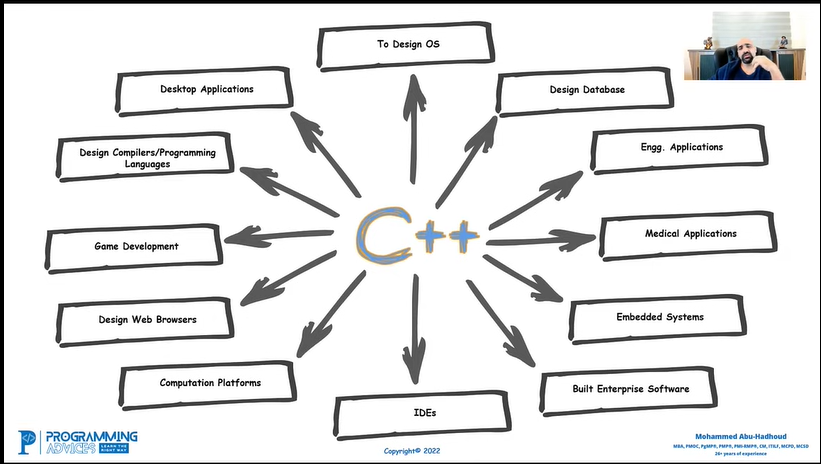 To Design OS
Desktop Applications
Design Database
Design Compilers/Programming
Languages
Engg. Applications
C++
Game Development
Medical Applications
Design Web Browsers
Embedded Systems
Computation Platforms
Built Enterprise Software
IDEs
PROGRAMMING
ADVICES LEARN THE
RIGHT WAY
Copyright© 2022
Mohammed Abu-Hadhoud
MBA, PMOC, PgMP®, PMP®, PMI-RMP®, CM, ITILF, MCPD, MCSD
26+ years of experience